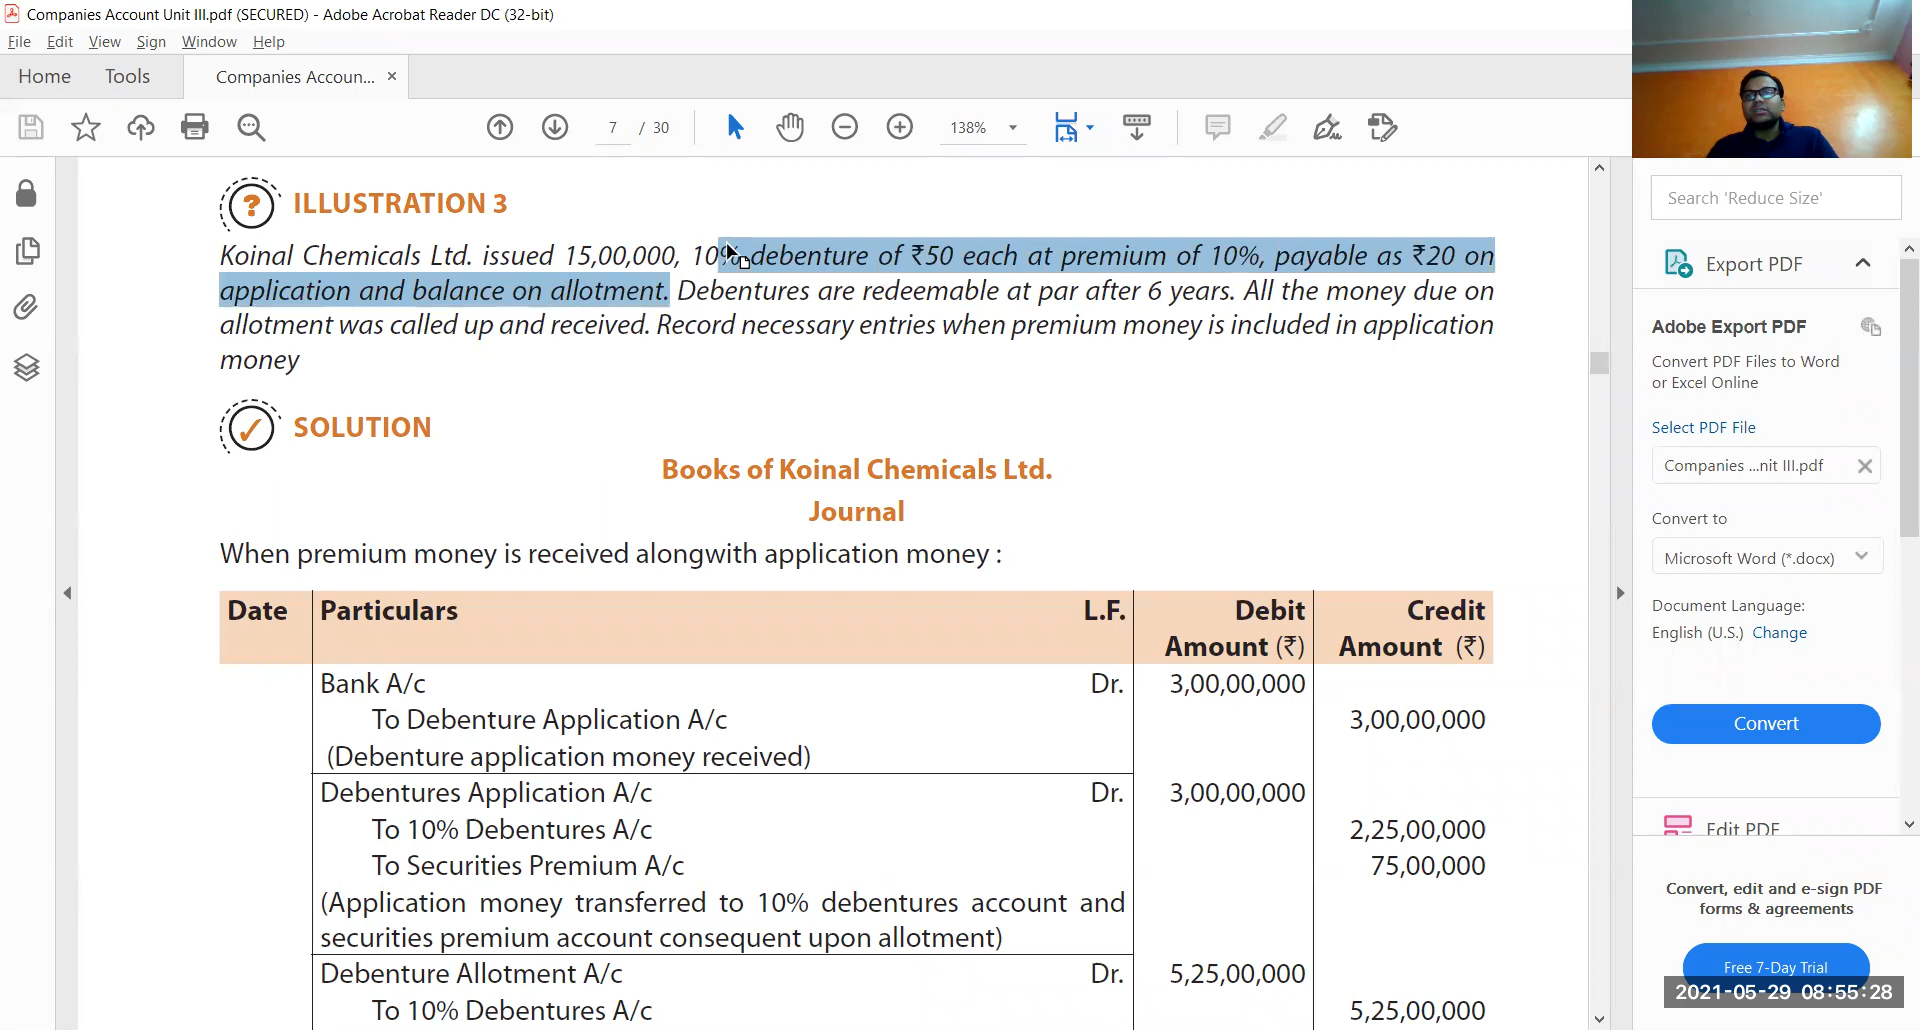 Companies Account Unit III.pdf (SECURED) - Adobe Acrobat Reader DC (32-bit)
File Edit View Sign Window Help
Home Tools Companies Accoun... ×
7 / 30 138%
ILLUSTRATION 3
Koinal Chemicals Ltd. issued 15,00,000, 10% debenture of ₹50 each at premium of 10%, payable as ₹20 on
application and balance on allotment. Debentures are redeemable at par after 6 years. All the money due on
allotment was called up and received. Record necessary entries when premium money is included in application
money
SOLUTION
Books of Koinal Chemicals Ltd.
Journal
When premium money is received alongwith application money :
Date Particulars L.F. Debit Amount (₹) Credit Amount (₹)
Bank A/c Dr. 3,00,00,000
To Debenture Application A/c 3,00,00,000
(Debenture application money received)
Debentures Application A/c Dr. 3,00,00,000
To 10% Debentures A/c 2,25,00,000
To Securities Premium A/c 75,00,000
(Application money transferred to 10% debentures account and
securities premium account consequent upon allotment)
Debenture Allotment A/c Dr. 5,25,00,000
To 10% Debentures A/c 5,25,00,000
Search 'Reduce Size'
Export PDF
Adobe Export PDF
Convert PDF Files to Word
or Excel Online
Select PDF File
Companies ...nit III.pdf
Convert to
Microsoft Word (*.docx)
Document Language:
English (U.S.) Change
Convert
Edit PDF
Convert, edit and e-sign PDF
forms & agreements
Free 7-Day Trial
2021-05-29 08:55:28